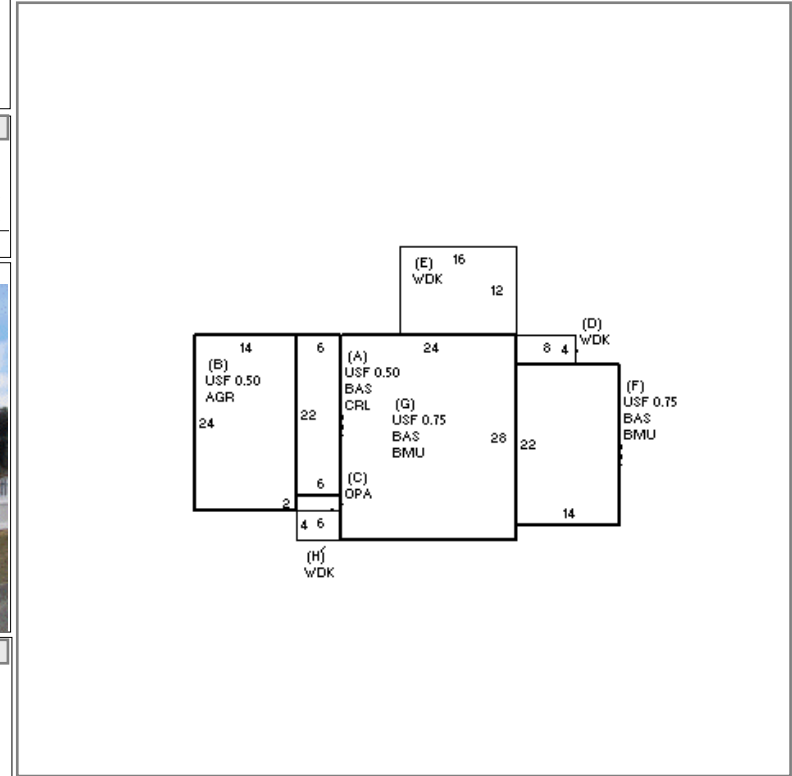 (E)
WDK
16
12
(D)
WDK
14
6
24
8
4
(B)
USF 0.50
AGR
(A)
USF 0.50
BAS
CRL
(G)
USF 0.75
BAS
BMU
(F)
USF 0.75
BAS
BMU
24
22
28
22
6
(C)
OPA
2
4
6
14
(H)
WDK